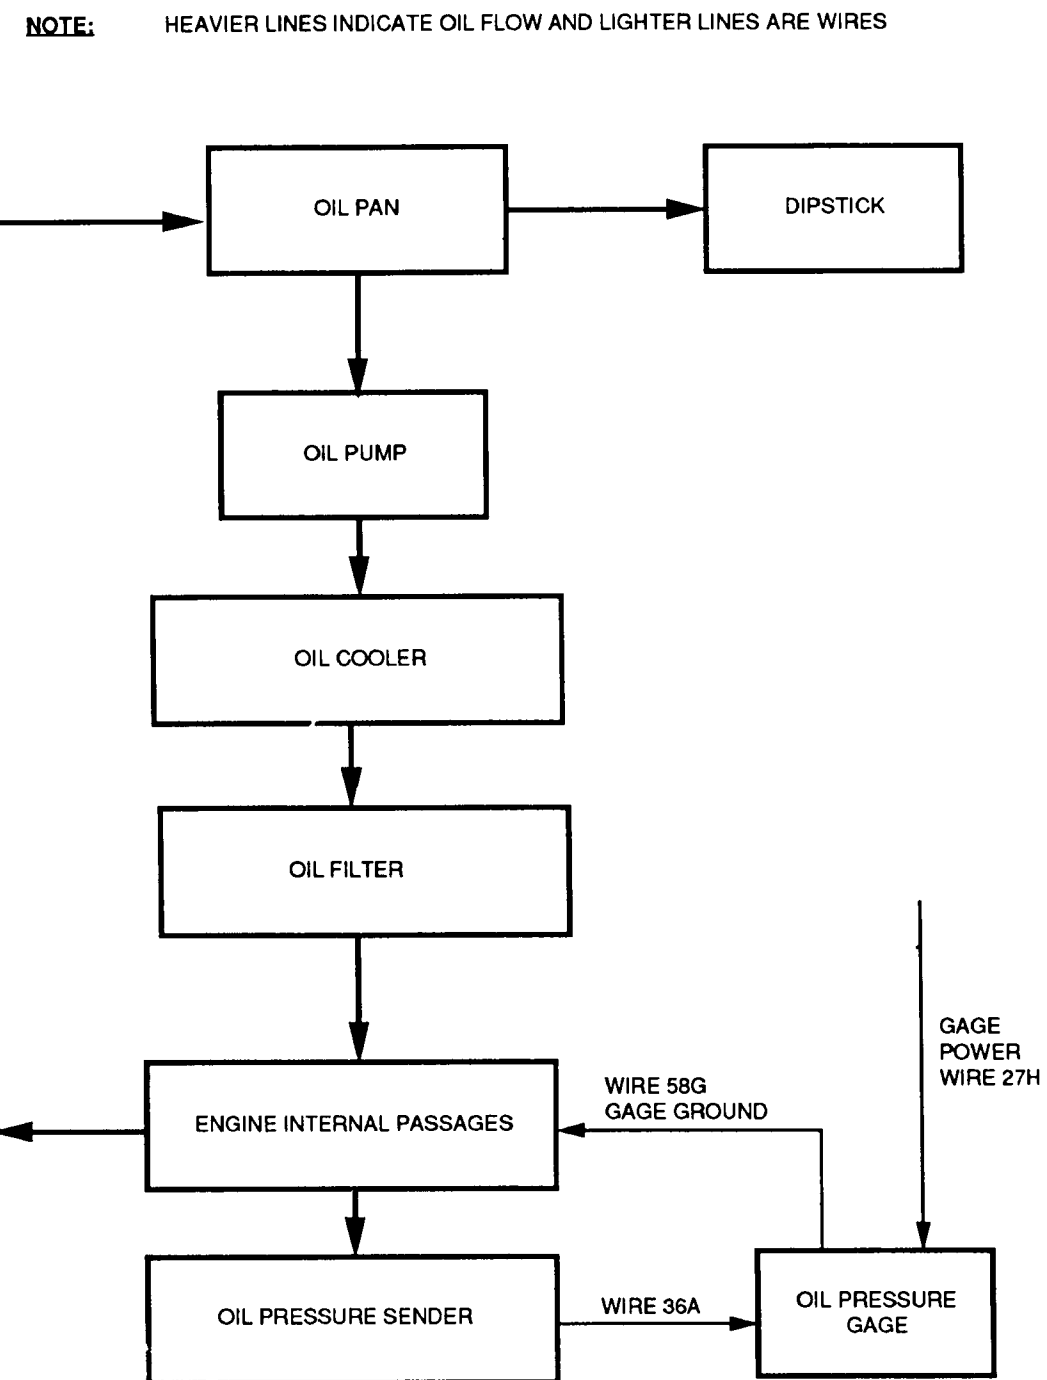 NOTE: HEAVIER LINES INDICATE OIL FLOW AND LIGHTER LINES ARE WIRES
OIL PAN
DIPSTICK
OIL PUMP
OIL COOLER
OIL FILTER
GAGE
POWER
WIRE 27H
WIRE 58G
GAGE GROUND
ENGINE INTERNAL PASSAGES
OIL PRESSURE SENDER
WIRE 36A
OIL PRESSURE
GAGE